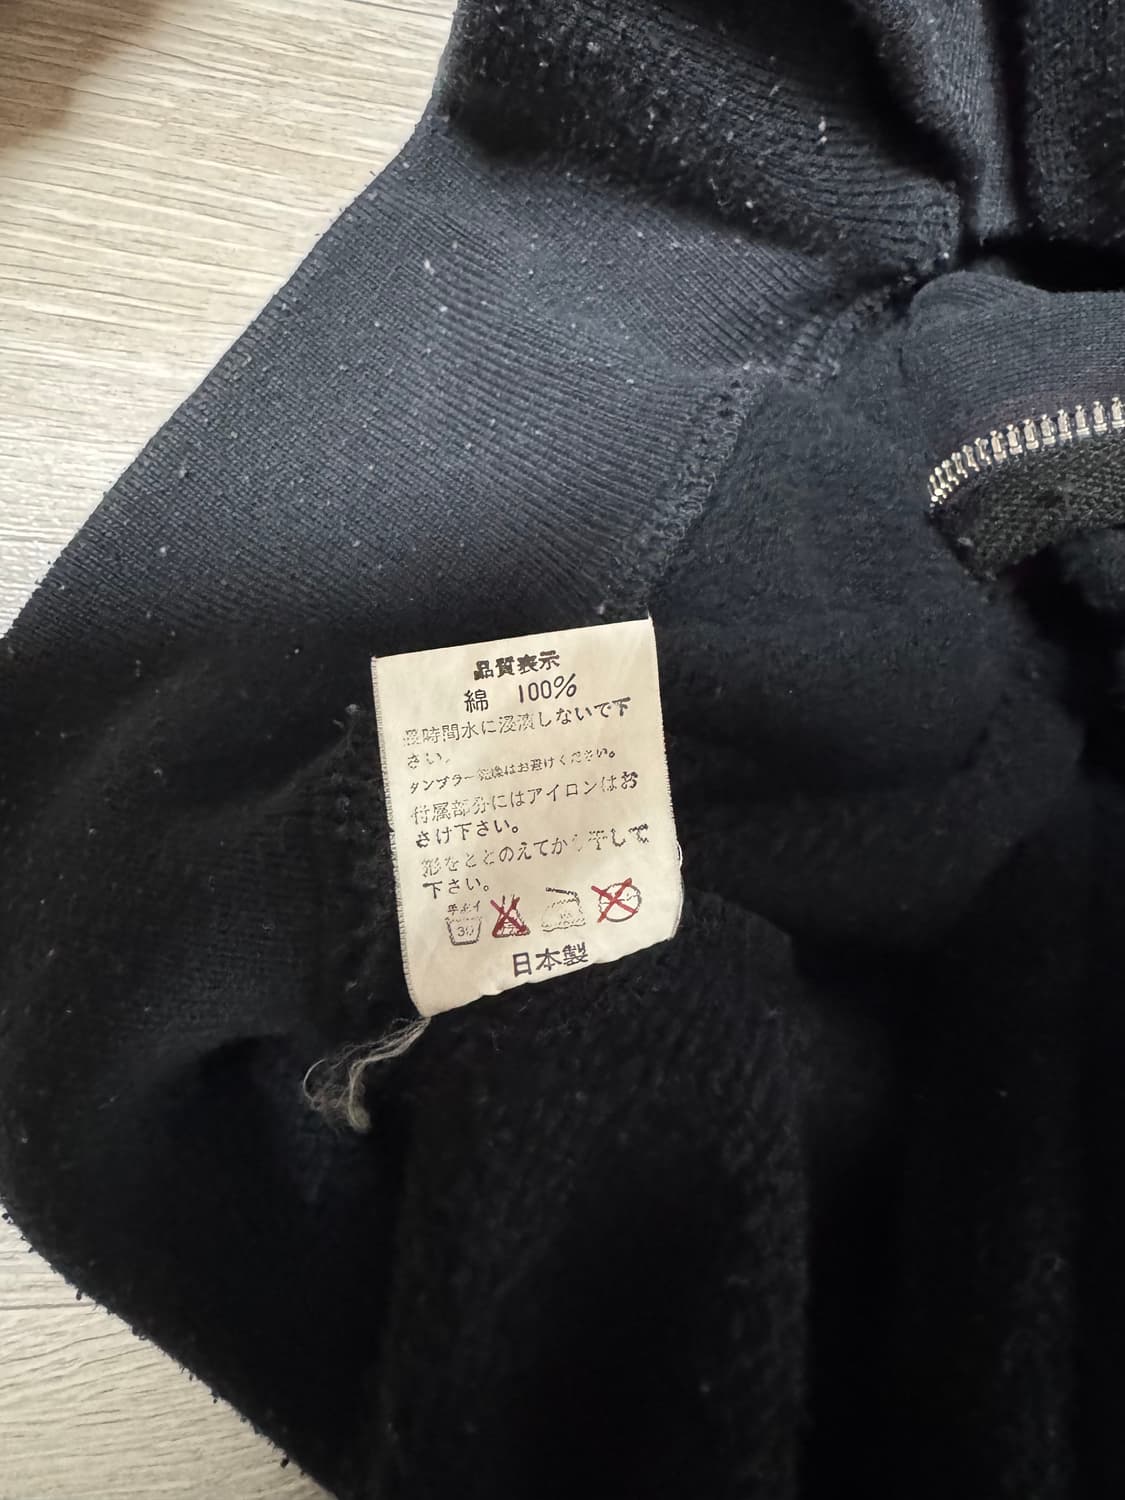 品質表示
綿 100%
長時間水に浸漬しないで下
さい。
タンブラー乾燥はお避けください。
付属部分にはアイロンはお
さけ下さい。
形をととのえてから干して
下さい。
手ポイ
30
日本製